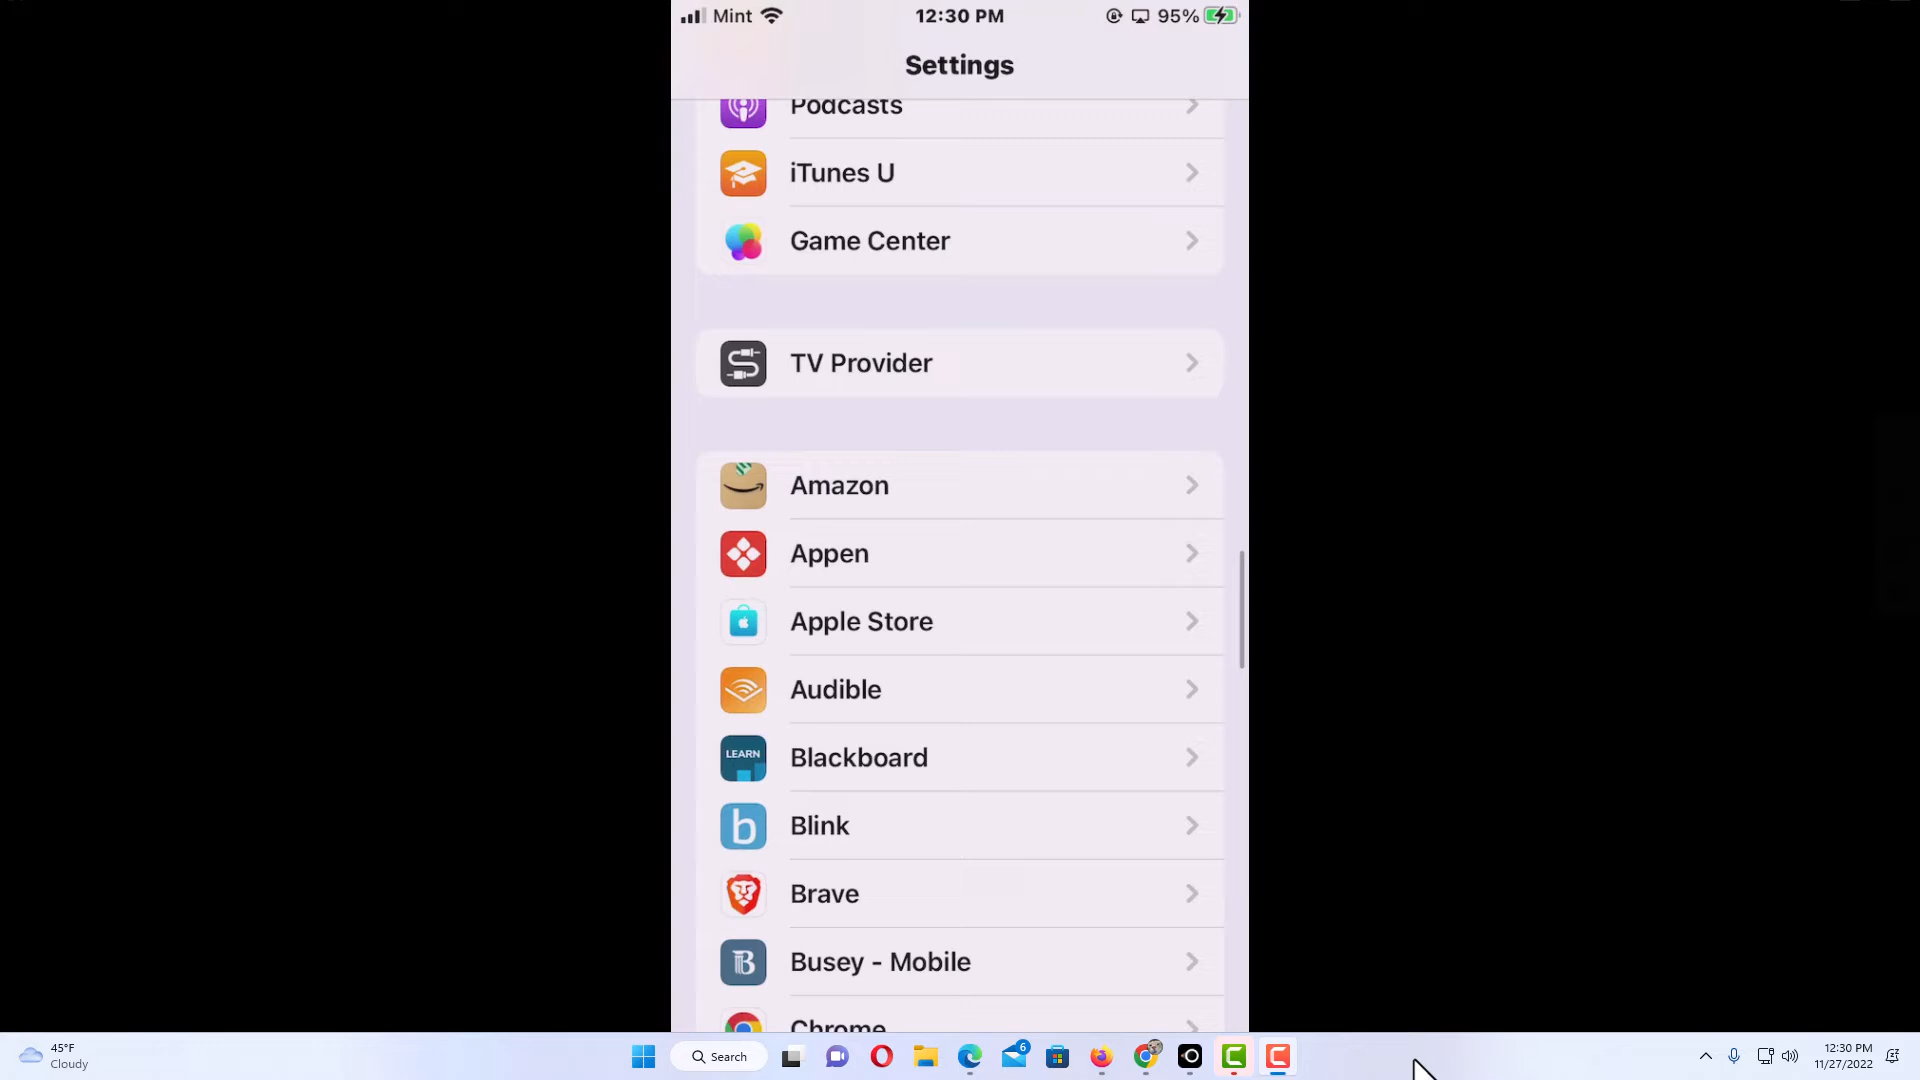 Mint 12:30 PM 95%
Settings
Podcasts
iTunes U
Game Center
TV Provider
Amazon
Appen
Apple Store
Audible
LEARN Blackboard
b Blink
Brave
B Busey - Mobile
Chrome
45°F
Cloudy
Search
6
12:30 PM
11/27/2022